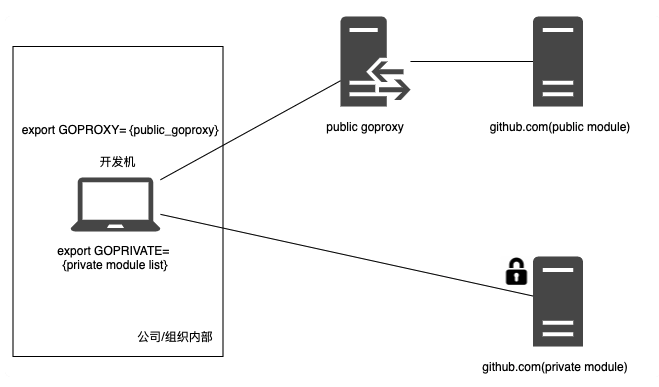 public goproxy
github.com(public module)
export GOPROXY= {public_goproxy}
开发机
export GOPRIVATE=
{private module list}
公司/组织内部
github.com(private module)